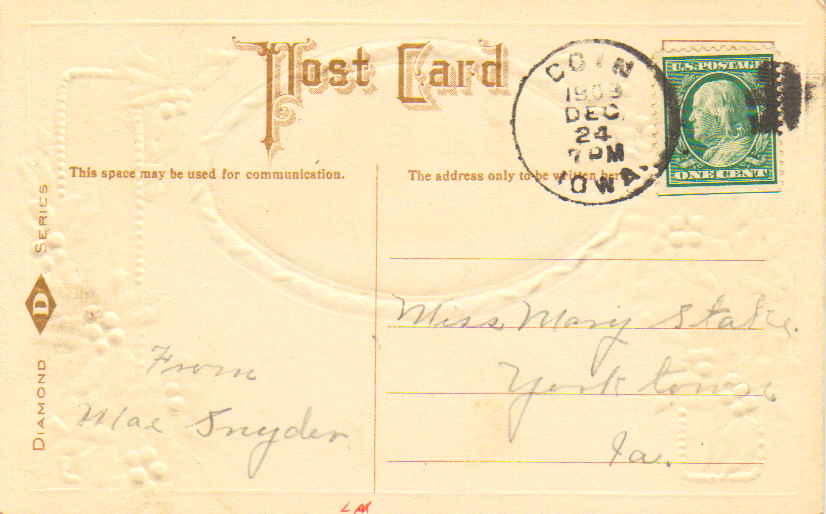 Post Card
COIN
1909
DEC
24
7 PM
IOWA.
U.S. POSTAGE
ONE CENT
This space may be used for communication.
The address only to be written here
DIAMOND D SERIES
Miss Mary
Yorktown
Ia.
From
Mae Snyder